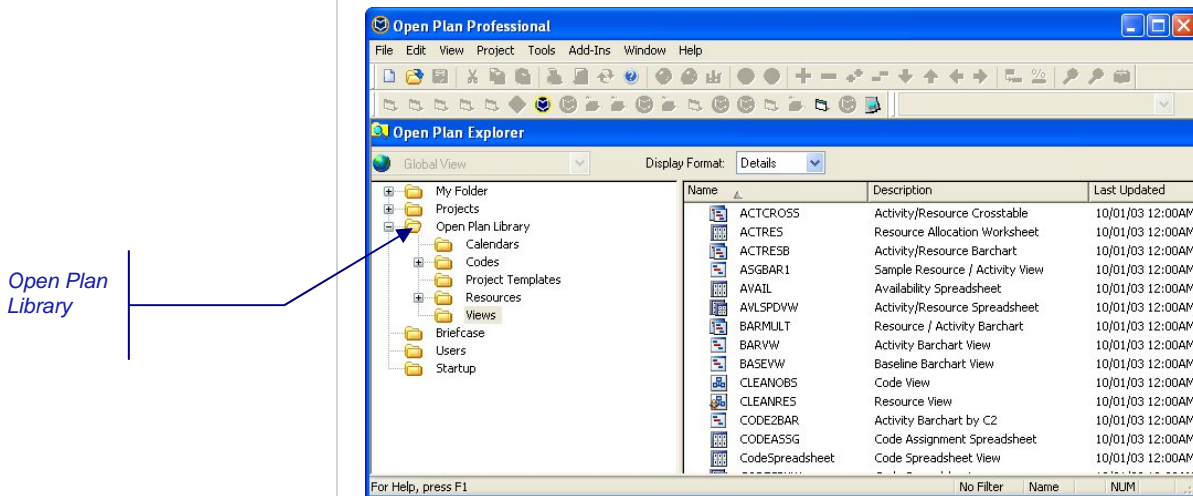 Open Plan Professional
File Edit View Project Tools Add-Ins Window Help
Open Plan Explorer
Global View Display Format: Details
My Folder
Projects
Open Plan Library
Calendars
Codes
Project Templates
Resources
Views
Briefcase
Users
Startup
Open Plan
Library
Name Description Last Updated
ACTCROSS Activity/Resource Crosstable 10/01/03 12:00AM
ACTRES Resource Allocation Worksheet 10/01/03 12:00AM
ACTRESB Activity/Resource Barchart 10/01/03 12:00AM
ASGBAR1 Sample Resource / Activity View 10/01/03 12:00AM
AVAIL Availability Spreadsheet 10/01/03 12:00AM
AVLSPDVW Activity/Resource Spreadsheet 10/01/03 12:00AM
BARMULT Resource / Activity Barchart 10/01/03 12:00AM
BARVW Activity Barchart View 10/01/03 12:00AM
BASEVW Baseline Barchart View 10/01/03 12:00AM
CLEANOBS Code View 10/01/03 12:00AM
CLEANRES Resource View 10/01/03 12:00AM
CODE2BAR Activity Barchart by C2 10/01/03 12:00AM
CODEASSG Code Assignment Spreadsheet 10/01/03 12:00AM
CodeSpreadsheet Code Spreadsheet View 10/01/03 12:00AM
For Help, press F1 No Filter Name NUM